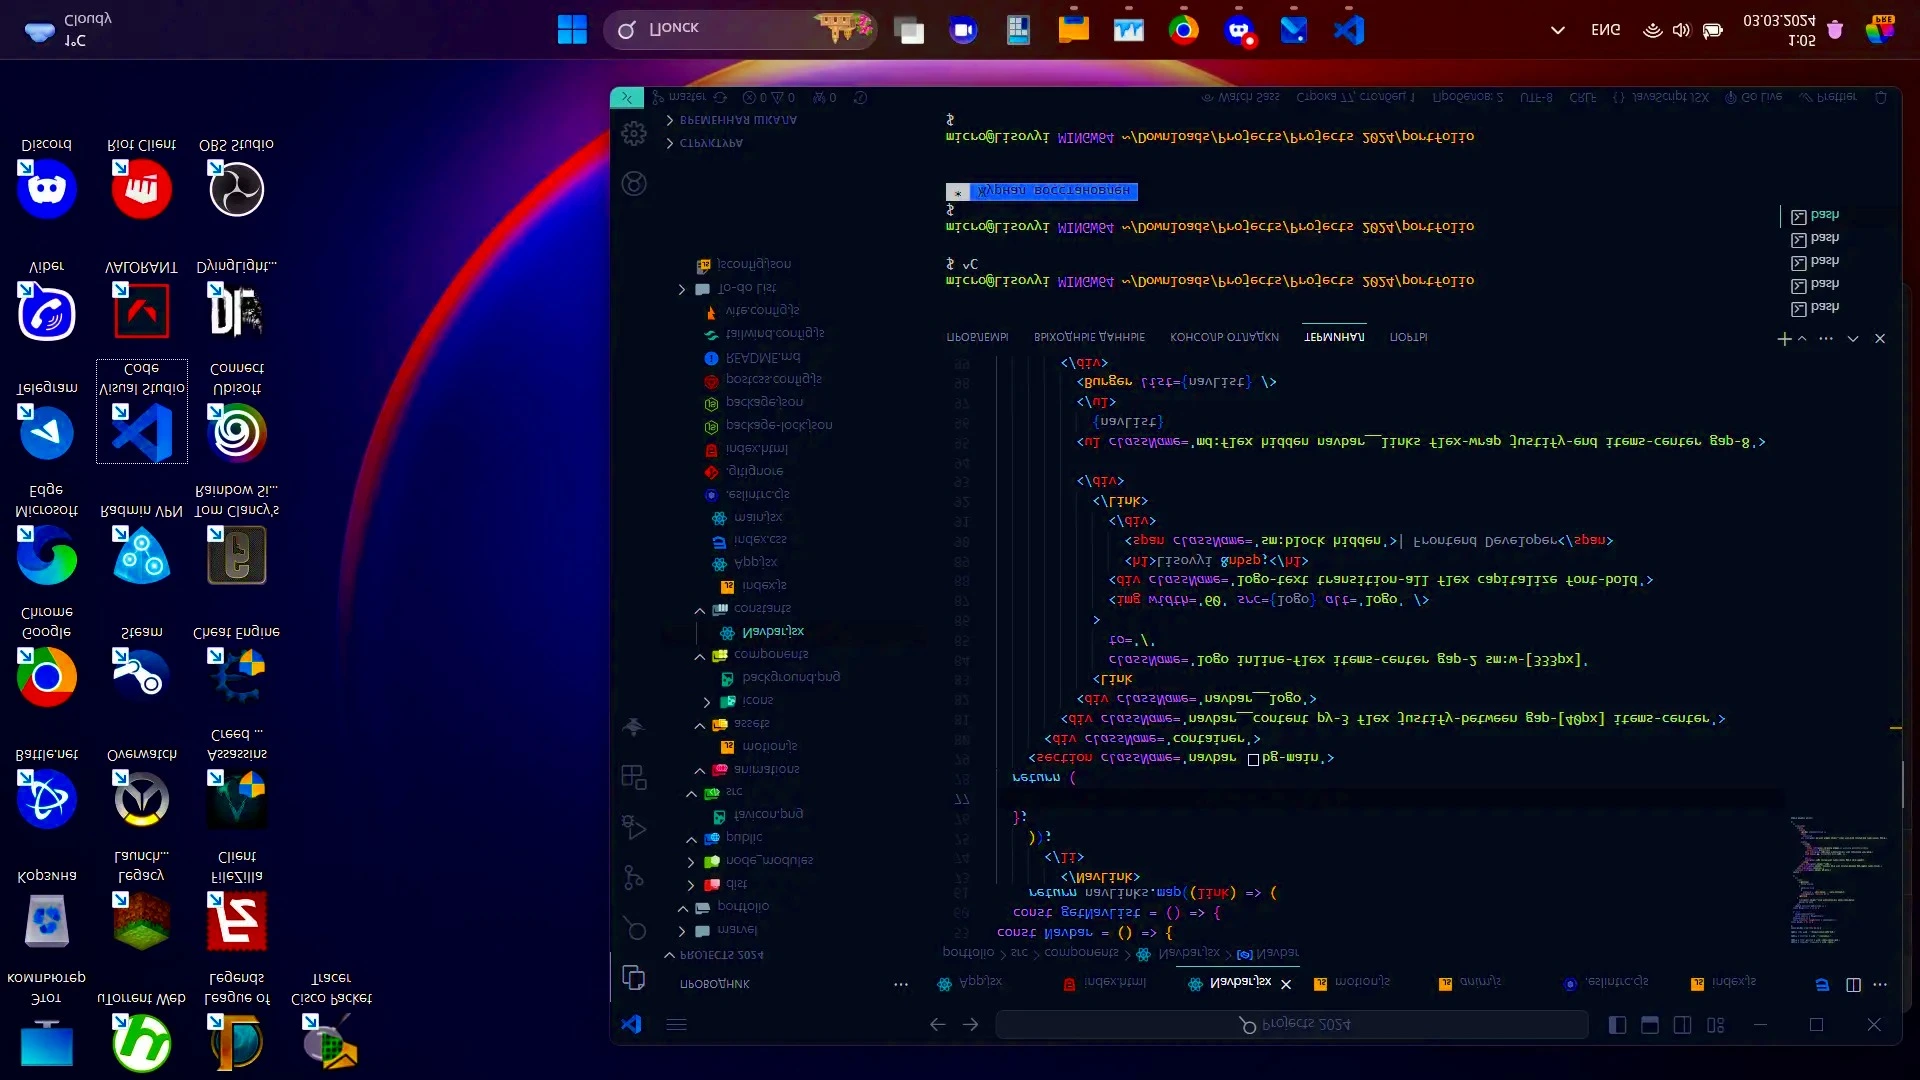 Этот
компьютер
uTorrent Web
League of
Legends
Cisco Packet
Tracer
Корзина
Legacy
Launch...
FileZilla
Client
Battle.net
Overwatch
Assassins
Creed ...
Google
Chrome
Steam
Cheat Engine
Microsoft
Edge
Radmin VPN
Tom Clancy's
Rainbow Si...
Telegram
Visual Studio
Code
Ubisoft
Connect
Viber
VALORANT
DyingLight...
Discord
Riot Client
OBS Studio
Projects 2024
ПРОВОДНИК
PROJECTS 2024
marvel
portfolio
dist
node_modules
public
favicon.png
src
animations
motion.js
assets
icons
background.png
components
Navbar.jsx
constants
index.js
App.jsx
index.css
main.jsx
.eslintrc.cjs
.gitignore
index.html
package-lock.json
package.json
postcss.config.js
README.md
tailwind.config.js
vite.config.js
To-do List
jsconfig.json
СТРУКТУРА
ВРЕМЕННАЯ ШКАЛА
App.jsx
index.html
Navbar.jsx
motion.js
anim.js
.eslintrc.cjs
index.js
portfolio > src > components > Navbar.jsx > Navbar
const Navbar = () => {
const getNavList = () => {
return navLinks.map((link) => (
</NavLink>
</li>
));
};
77
return (
<section className='navbar bg-main'>
<div className='container'>
<div className='navbar__content py-3 flex justify-between gap-[40px] items-center'>
<div className='navbar__logo'>
<Link
className='logo inline-flex items-center gap-2 sm:w-[333px]'
to='/'
>
<img width='60' src={logo} alt='logo' />
<div className='logo-text transition-all flex capitalize font-bold'>
<h1>Lisovyi &nbsp;</h1>
<span className='sm:block hidden'>| Frontend Developer</span>
</div>
</Link>
</div>
<ul className='md:flex hidden navbar__links flex-wrap justify-end items-center gap-8'>
{navList}
</ul>
<Burger list={navList} />
</div>
ПРОБЛЕМЫ
ВЫХОДНЫЕ ДАННЫЕ
КОНСОЛЬ ОТЛАДКИ
ТЕРМИНАЛ
ПОРТЫ
micro@Lisovyi MINGW64 ~/Downloads/Projects/Projects 2024/portfolio
$ ^C
micro@Lisovyi MINGW64 ~/Downloads/Projects/Projects 2024/portfolio
$
* Журнал восстановлен
micro@Lisovyi MINGW64 ~/Downloads/Projects/Projects 2024/portfolio
$
bash
bash
bash
bash
bash
master
0
0
0
Watch Sass
Строка 77, столбец 1
Пробелов: 2
UTF-8
CRLF
{} JavaScript JSX
Go Live
Prettier
1°C
Cloudy
Поиск
ENG
1:05
03.03.2024
PRE